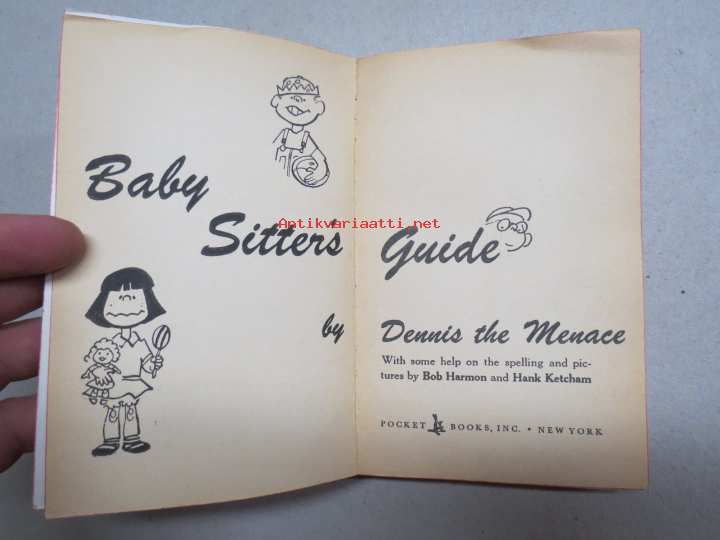 Baby
Sitter's Guide
by Dennis the Menace
With some help on the spelling and pic-
tures by Bob Harmon and Hank Ketcham
POCKET BOOKS, INC. • NEW YORK
Antikvariaatti.net